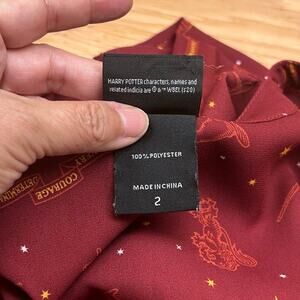 HARRY POTTER characters, names and
related indicia are © & ™ WBEI. (s20)
100% POLYESTER
MADE IN CHINA
2
COURAGE